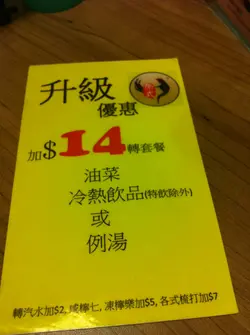 升級
優惠
加$14轉套餐
油菜
冷熱飲品(特飲除外)
或
例湯
轉汽水加$2, 咸檸七, 凍檸樂加$5, 各式梳打加$7